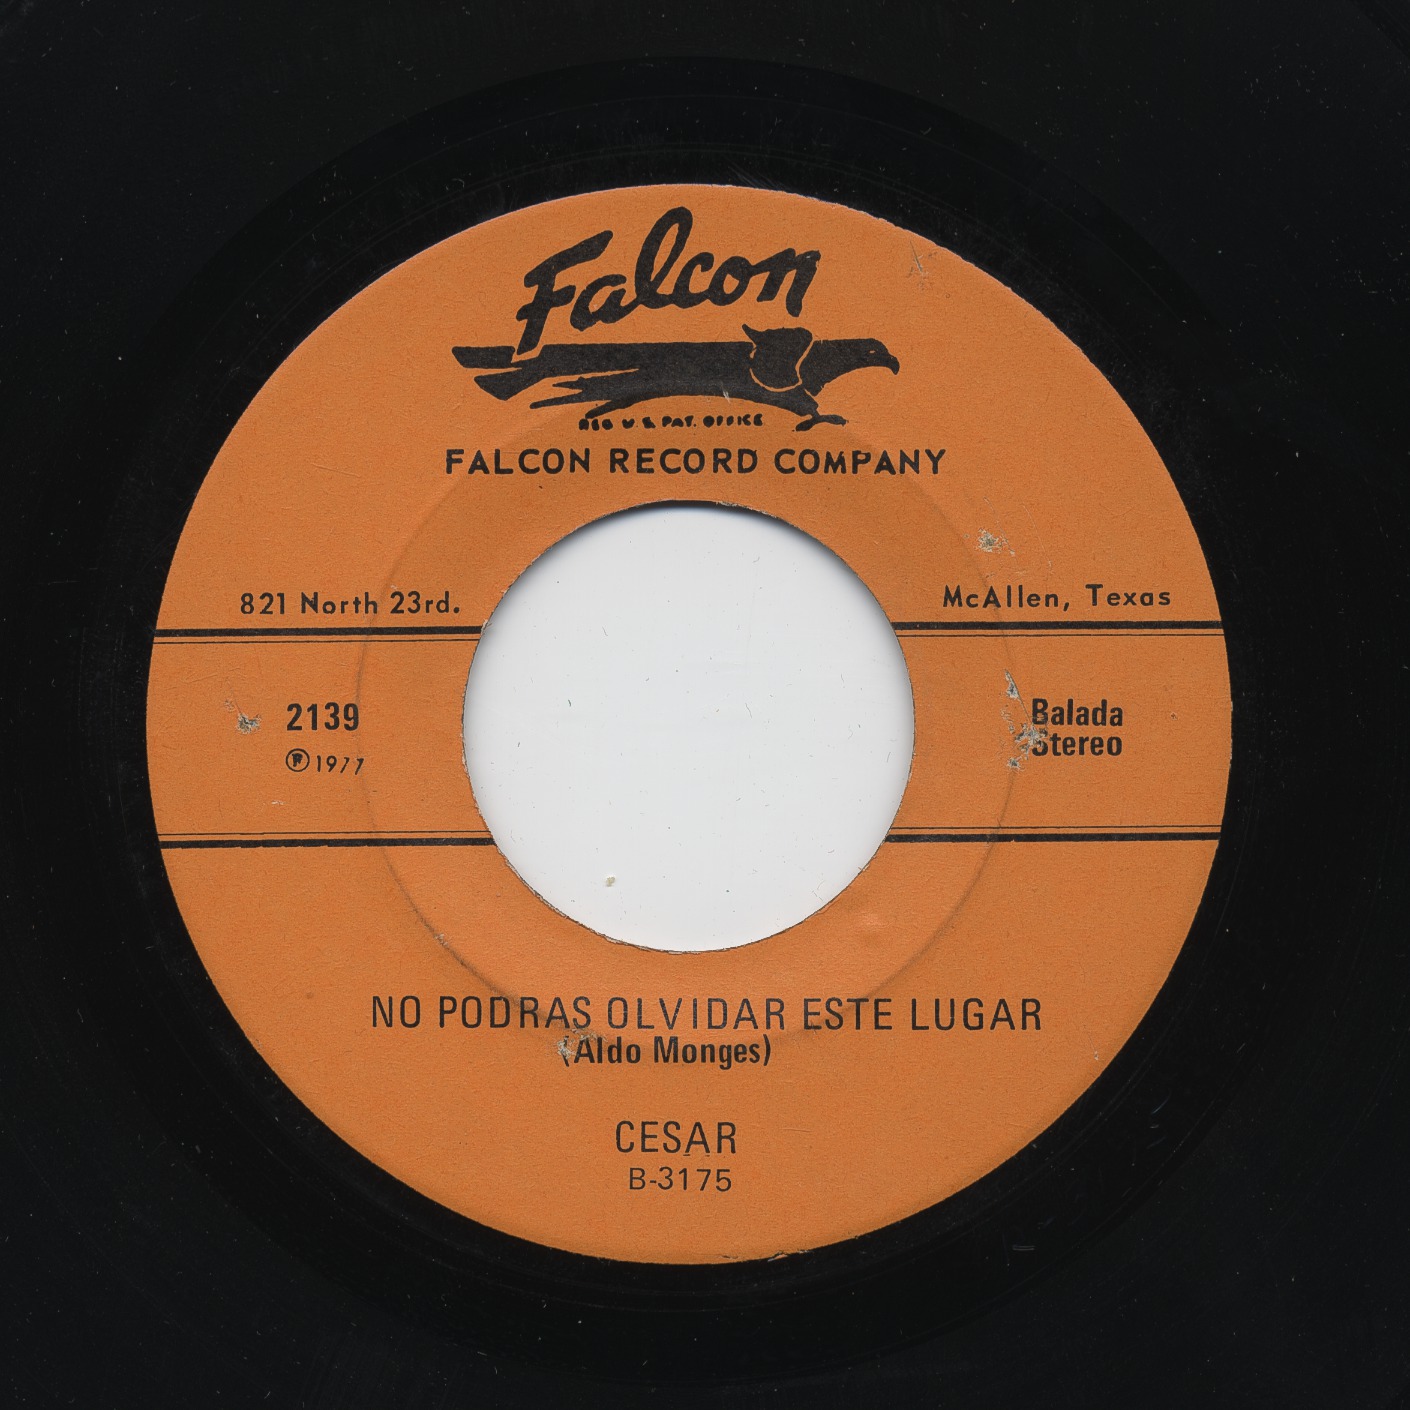 Falcon
REG U.S. PAT. OFFICE
FALCON RECORD COMPANY
821 North 23rd.
McAllen, Texas
2139
Ⓟ 1977
Balada
Stereo
NO PODRAS OLVIDAR ESTE LUGAR
(Aldo Monges)
CESAR
B-3175